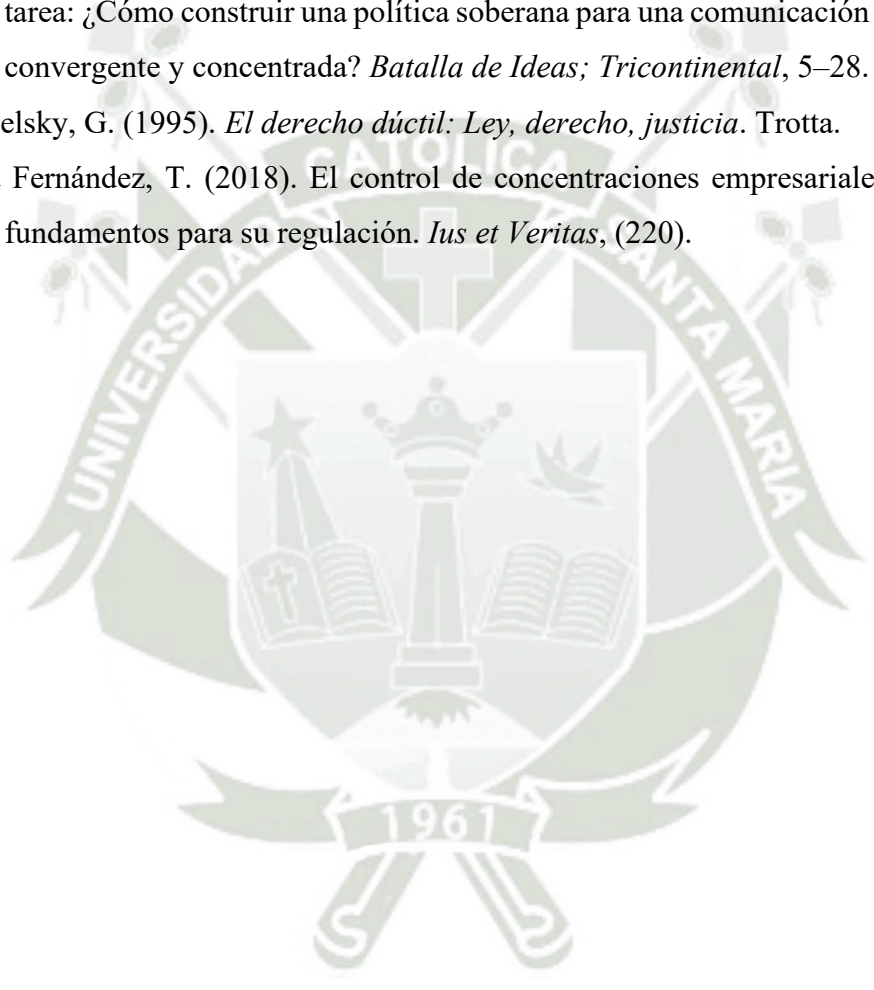 tarea: ¿Cómo construir una política soberana para una comunicación
convergente y concentrada? Batalla de Ideas; Tricontinental, 5–28.
elsky, G. (1995). El derecho dúctil: Ley, derecho, justicia. Trotta.
Fernández, T. (2018). El control de concentraciones empresariale
fundamentos para su regulación. Ius et Veritas, (220).
UNIVERSIDAD CATOLICA SANTA MARIA
1961